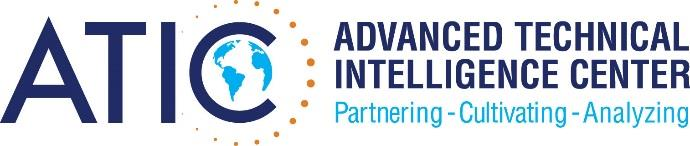 ATIC
ADVANCED TECHNICAL
INTELLIGENCE CENTER
Partnering - Cultivating - Analyzing